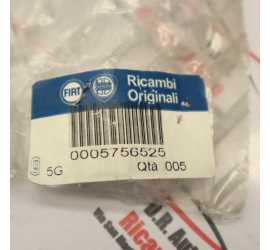 FIAT
Ricambi
Originali
0005756525
5G
Qtà 005